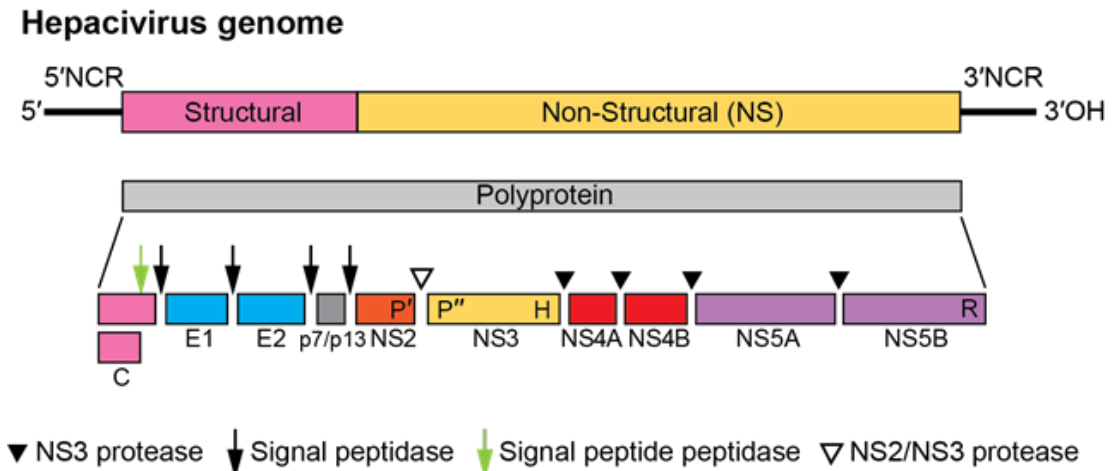 Hepacivirus genome
5′NCR
3′NCR
5′
Structural
Non-Structural (NS)
3′OH
Polyprotein
P′
P″
H
R
E1
E2
p7/p13
NS2
NS3
NS4A
NS4B
NS5A
NS5B
C
NS3 protease
Signal peptidase
Signal peptide peptidase
NS2/NS3 protease